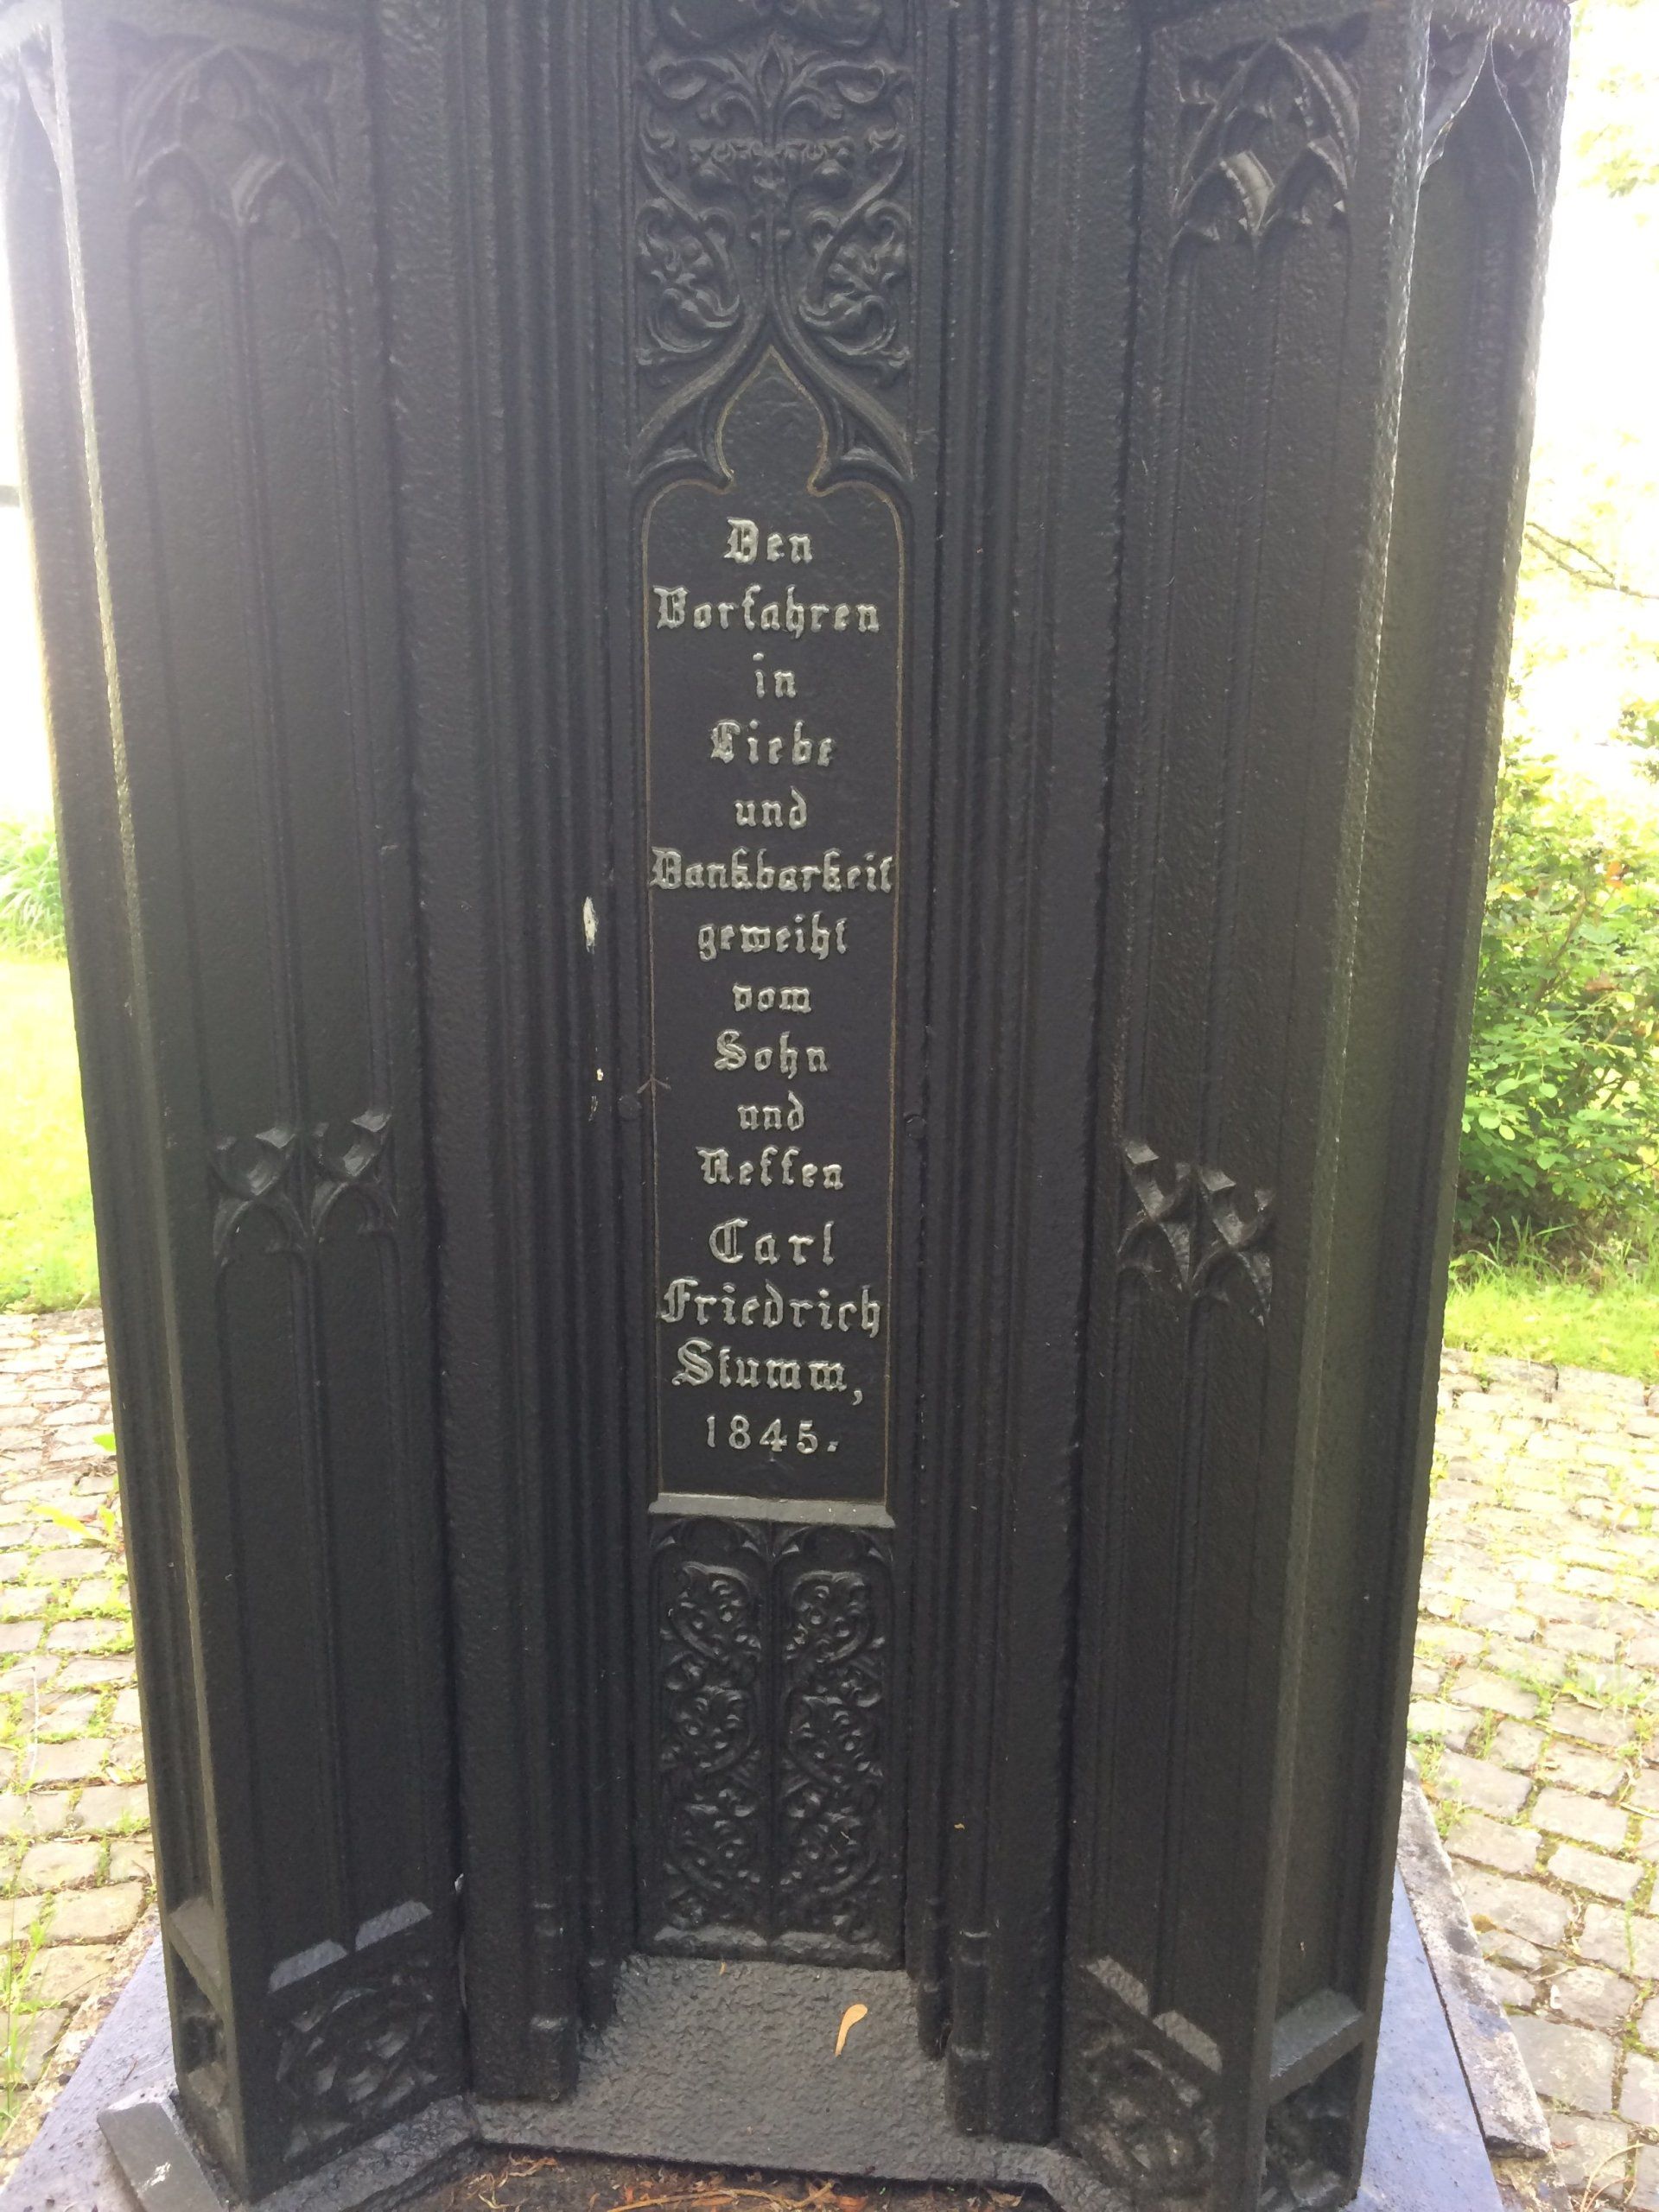 Den
Vorfahren
in
Liebe
und
Dankbarkeit
geweiht
vom
Sohn
und
Neffen
Carl
Friedrich
Stumm,
1845.